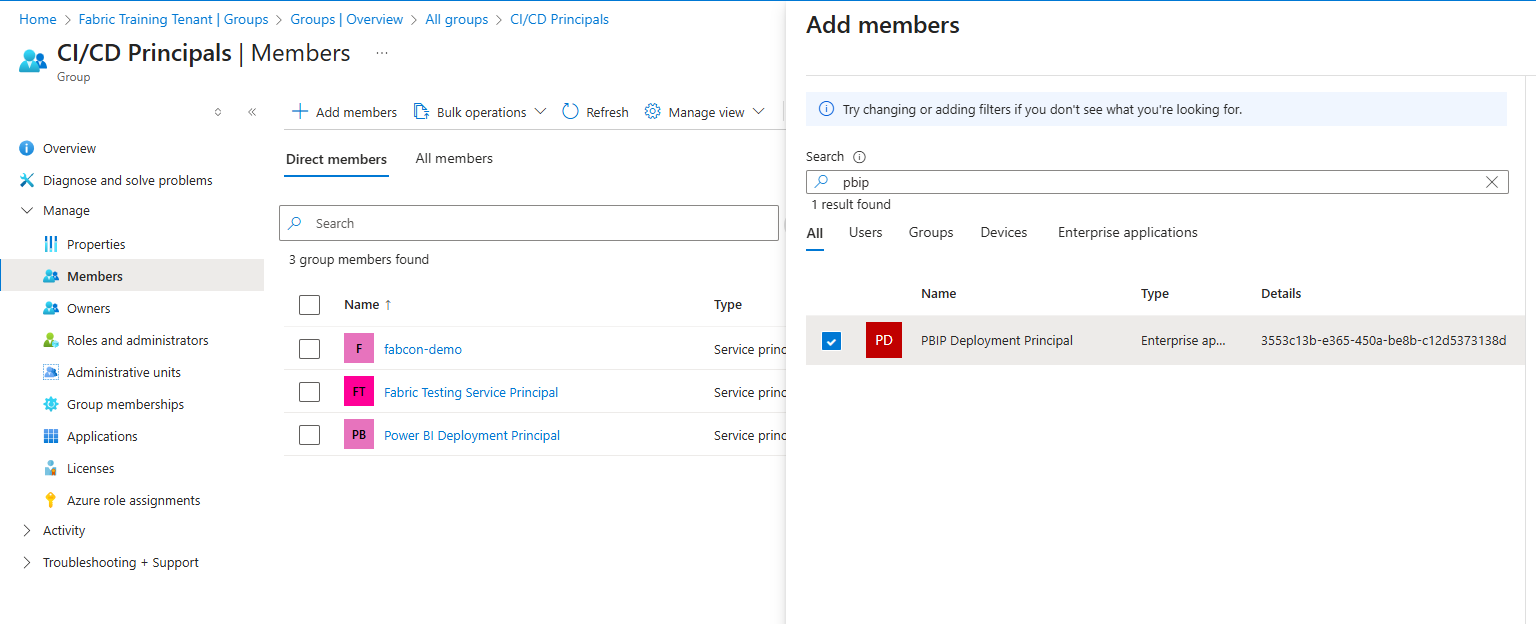 Home > Fabric Training Tenant | Groups > Groups | Overview > All groups > CI/CD Principals
CI/CD Principals | Members ...
Group
Overview
Diagnose and solve problems
Manage
Properties
Members
Owners
Roles and administrators
Administrative units
Group memberships
Applications
Licenses
Azure role assignments
Activity
Troubleshooting + Support
Add members Bulk operations Refresh Manage view
Direct members All members
Search
3 group members found
Name ↑ Type
F fabcon-demo Service princ
FT Fabric Testing Service Principal Service princ
PB Power BI Deployment Principal Service princ
Add members
Try changing or adding filters if you don't see what you're looking for.
Search
pbip
1 result found
All Users Groups Devices Enterprise applications
Name Type Details
PD PBIP Deployment Principal Enterprise ap... 3553c13b-e365-450a-be8b-c12d5373138d